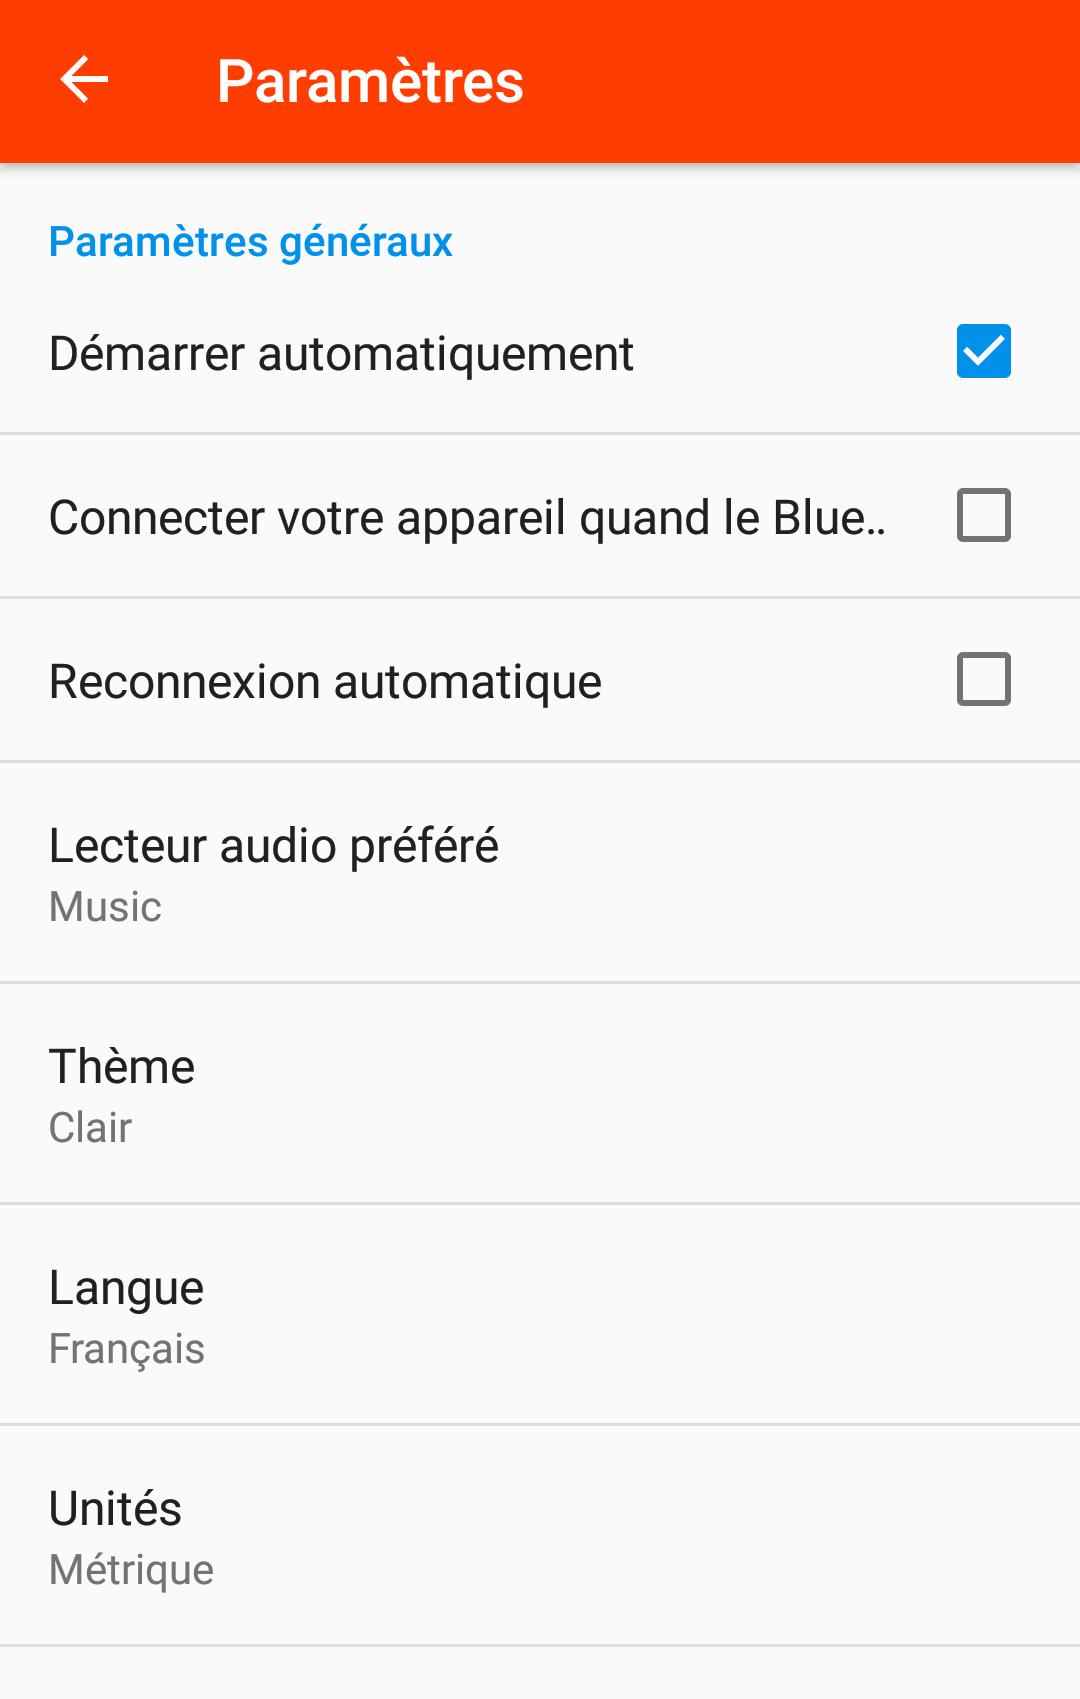 Paramètres
Paramètres généraux
Démarrer automatiquement
Connecter votre appareil quand le Blue..
Reconnexion automatique
Lecteur audio préféré
Music
Thème
Clair
Langue
Français
Unités
Métrique